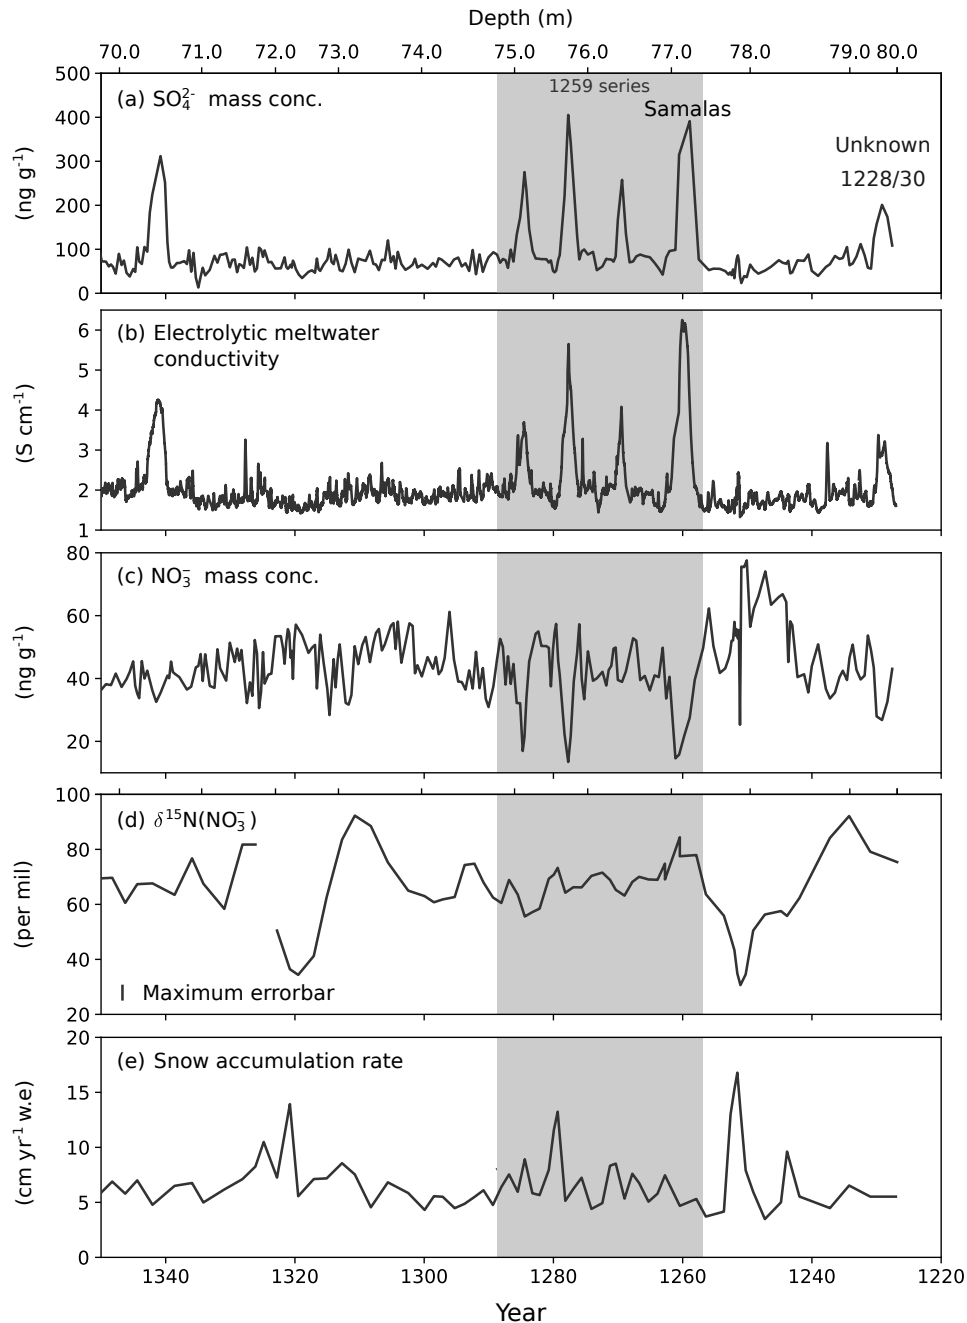 Depth (m)
70.0 71.0 72.0 73.0 74.0 75.0 76.0 77.0 78.0 79.0 80.0
500
400
300
200
100
0
(ng g⁻¹)
(a) SO₄²⁻ mass conc.
1259 series
Samalas
Unknown
1228/30
6
5
4
3
2
1
(S cm⁻¹)
(b) Electrolytic meltwater
conductivity
80
60
40
20
(ng g⁻¹)
(c) NO₃⁻ mass conc.
100
80
60
40
20
(per mil)
(d) δ¹⁵N(NO₃⁻)
Maximum errorbar
20
15
10
5
0
(cm yr⁻¹ w.e)
(e) Snow accumulation rate
1340 1320 1300 1280 1260 1240 1220
Year